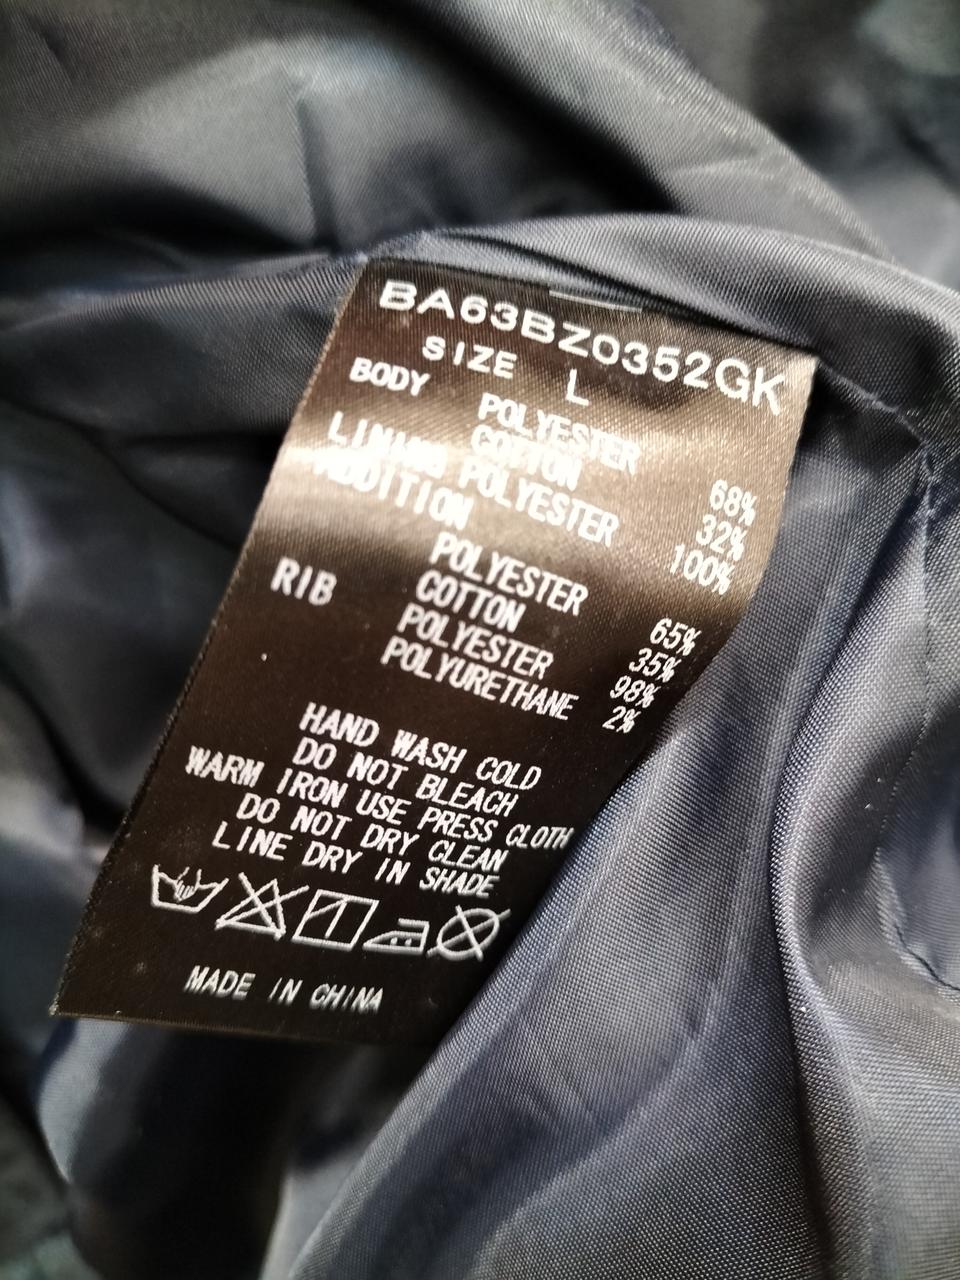 BA63BZ0352GK
SIZE L
BODY POLYESTER 68%
COTTON 32%
LINING POLYESTER 100%
ADDITION
POLYESTER 65%
COTTON 35%
RIB POLYESTER 98%
POLYURETHANE 2%
HAND WASH COLD
DO NOT BLEACH
WARM IRON USE PRESS CLOTH
DO NOT DRY CLEAN
LINE DRY IN SHADE
MADE IN CHINA